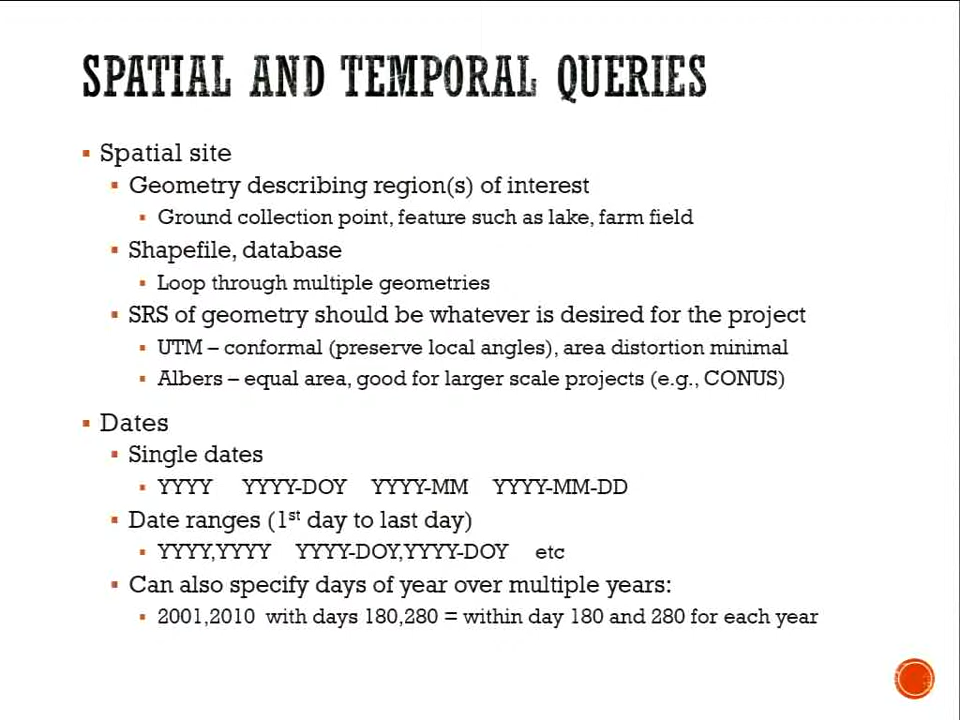 SPATIAL AND TEMPORAL QUERIES
Spatial site
Geometry describing region(s) of interest
Ground collection point, feature such as lake, farm field
Shapefile, database
Loop through multiple geometries
SRS of geometry should be whatever is desired for the project
UTM – conformal (preserve local angles), area distortion minimal
Albers – equal area, good for larger scale projects (e.g., CONUS)
Dates
Single dates
YYYY YYYY-DOY YYYY-MM YYYY-MM-DD
Date ranges (1st day to last day)
YYYY,YYYY YYYY-DOY,YYYY-DOY etc
Can also specify days of year over multiple years:
2001,2010 with days 180,280 = within day 180 and 280 for each year